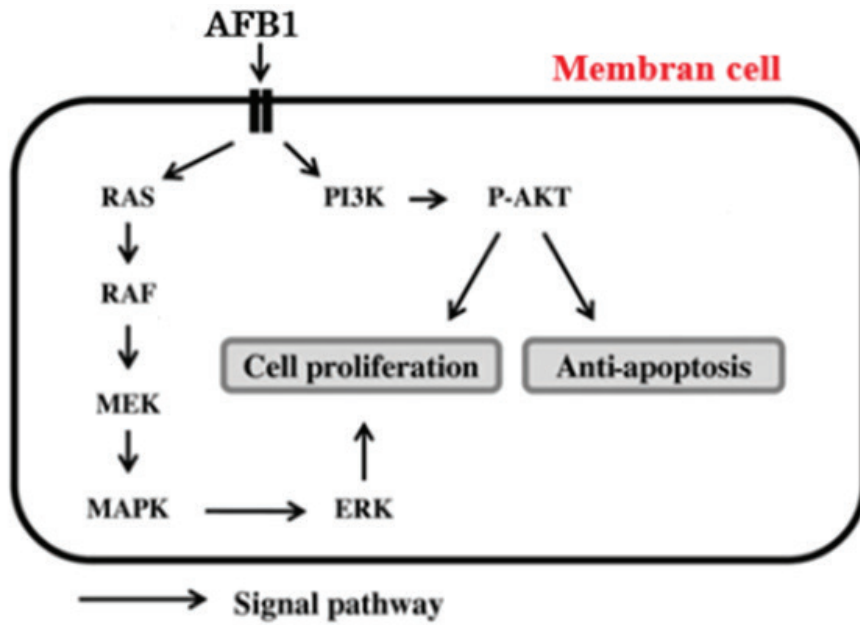 AFB1
Membran cell
RAS
PI3K
P-AKT
RAF
Cell proliferation
Anti-apoptosis
MEK
MAPK
ERK
Signal pathway